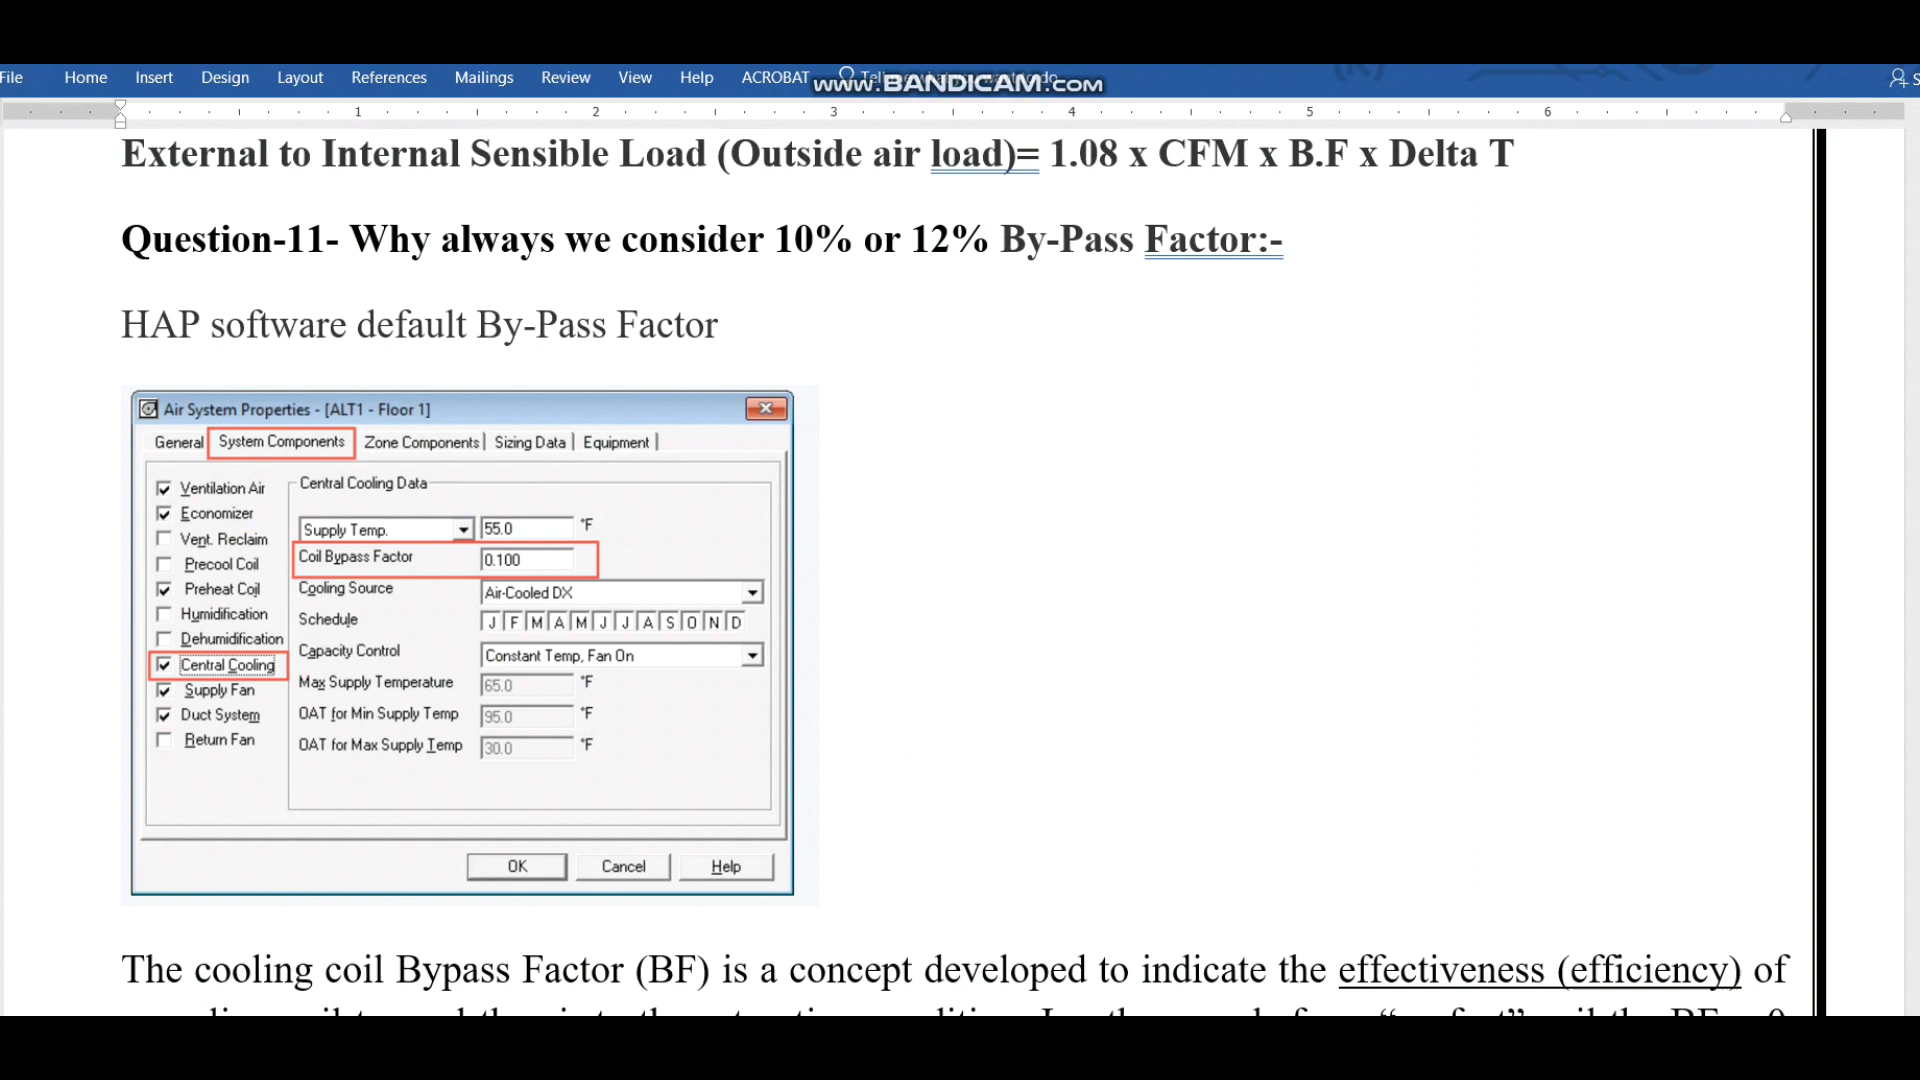 File Home Insert Design Layout References Mailings Review View Help ACROBAT
www.BANDICAM.com
1 2 3 4 5 6
External to Internal Sensible Load (Outside air load)= 1.08 x CFM x B.F x Delta T
Question-11- Why always we consider 10% or 12% By-Pass Factor:-
HAP software default By-Pass Factor
Air System Properties - [ALT1 - Floor 1]
General System Components Zone Components Sizing Data Equipment
Ventilation Air
Economizer
Vent. Reclaim
Precool Coil
Preheat Coil
Humidification
Dehumidification
Central Cooling
Supply Fan
Duct System
Return Fan
Central Cooling Data
Supply Temp. 55.0 °F
Coil Bypass Factor 0.100
Cooling Source Air-Cooled DX
Schedule J F M A M J J A S O N D
Capacity Control Constant Temp, Fan On
Max Supply Temperature 65.0 °F
OAT for Min Supply Temp 95.0 °F
OAT for Max Supply Temp 30.0 °F
OK Cancel Help
The cooling coil Bypass Factor (BF) is a concept developed to indicate the effectiveness (efficiency) of